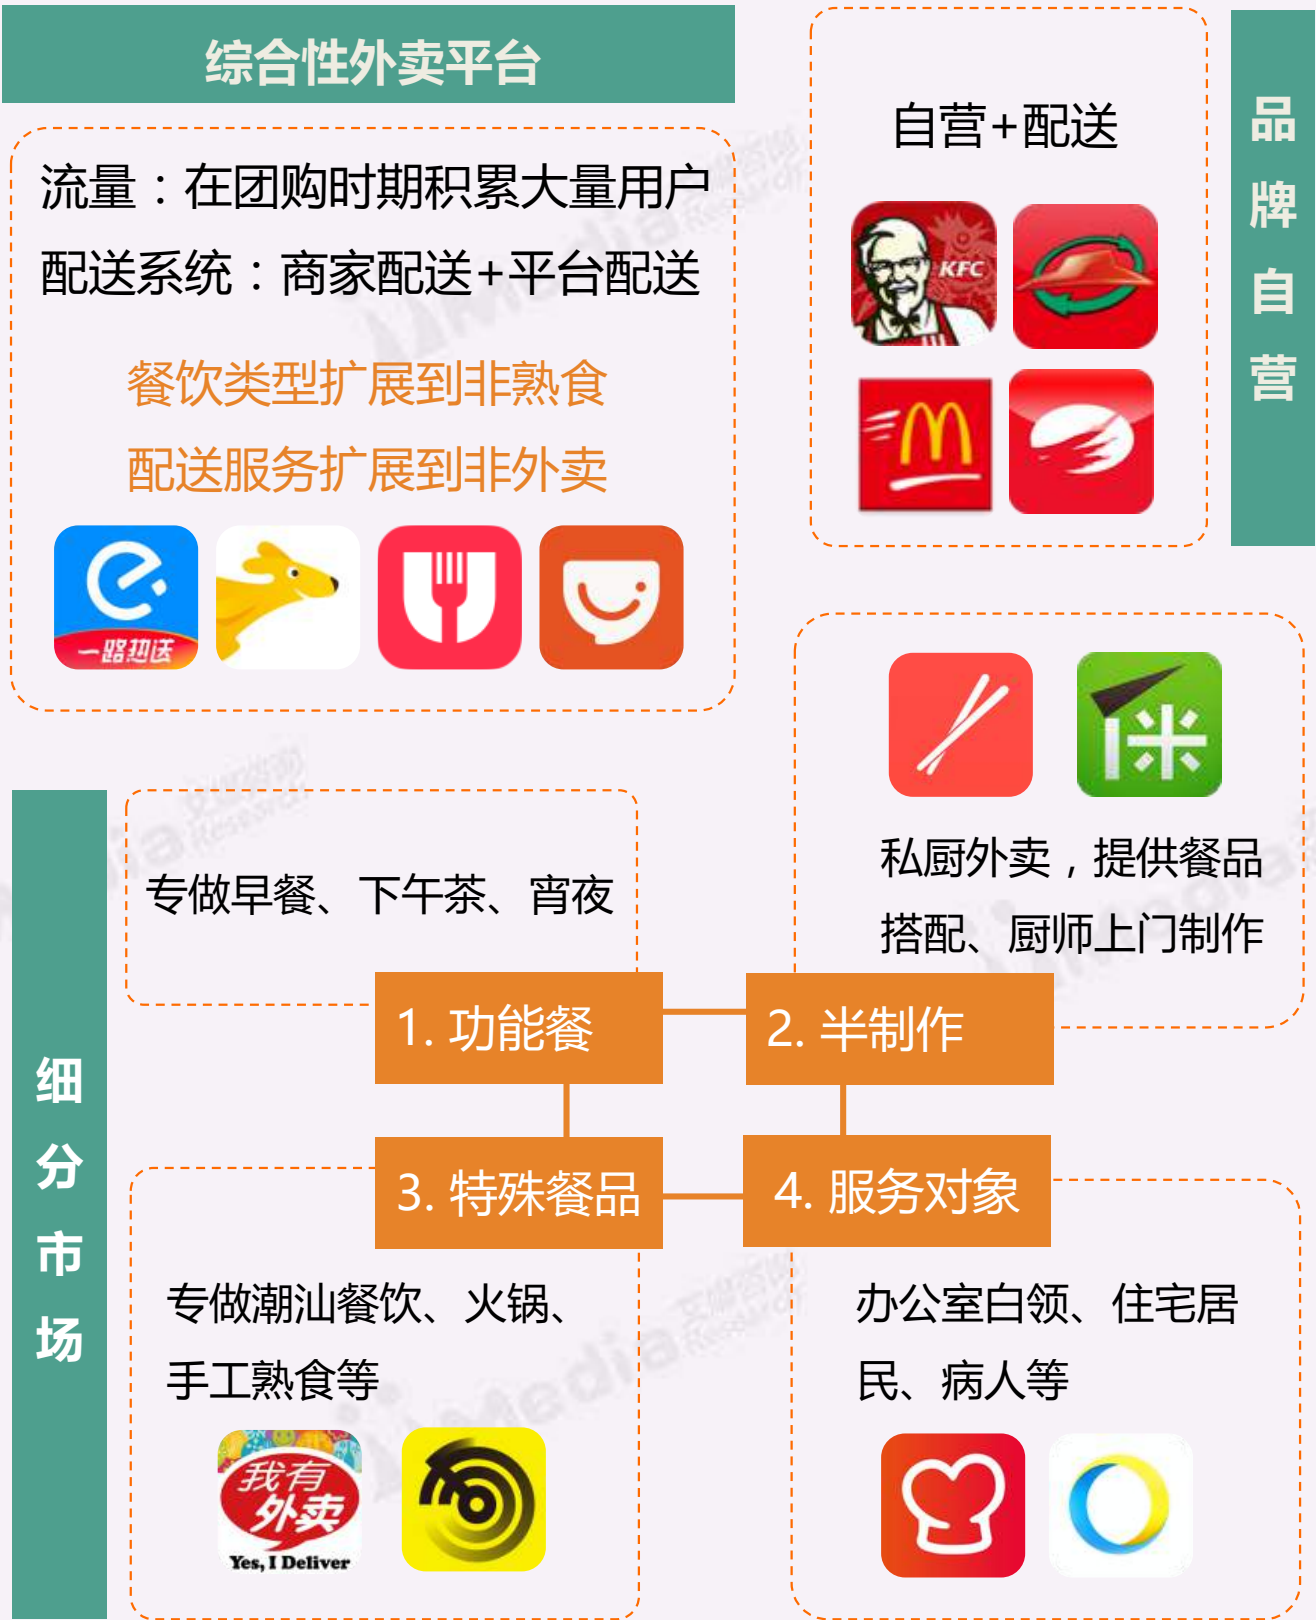 综合性外卖平台
流量：在团购时期积累大量用户
配送系统：商家配送+平台配送
餐饮类型扩展到非熟食
配送服务扩展到非外卖
一路热送
自营+配送
KFC
品牌自营
细分市场
专做早餐、下午茶、宵夜
1. 功能餐
米
私厨外卖，提供餐品
搭配、厨师上门制作
2. 半制作
3. 特殊餐品
专做潮汕餐饮、火锅、
手工熟食等
我有
外卖
Yes, I Deliver
4. 服务对象
办公室白领、住宅居
民、病人等
iiMedia Research
艾媒咨询